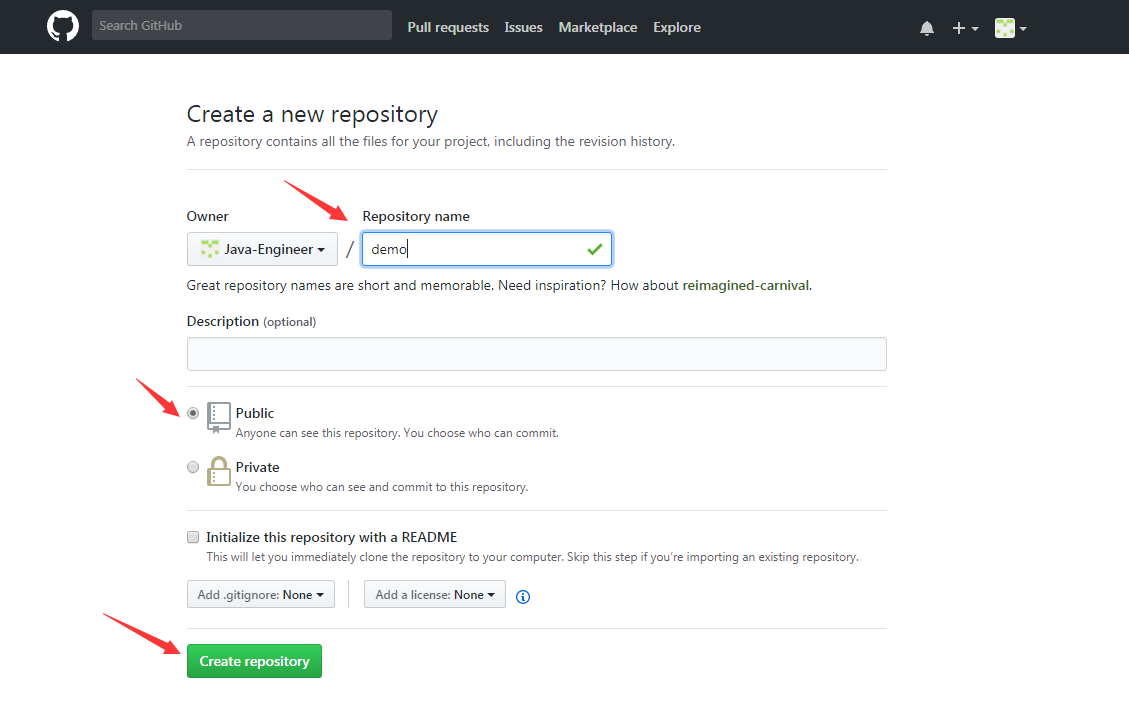 Search GitHub Pull requests Issues Marketplace Explore
Create a new repository
A repository contains all the files for your project, including the revision history.
Owner Repository name
Java-Engineer / demo
Great repository names are short and memorable. Need inspiration? How about reimagined-carnival.
Description (optional)
Public
Anyone can see this repository. You choose who can commit.
Private
You choose who can see and commit to this repository.
Initialize this repository with a README
This will let you immediately clone the repository to your computer. Skip this step if you’re importing an existing repository.
Add .gitignore: None Add a license: None
Create repository